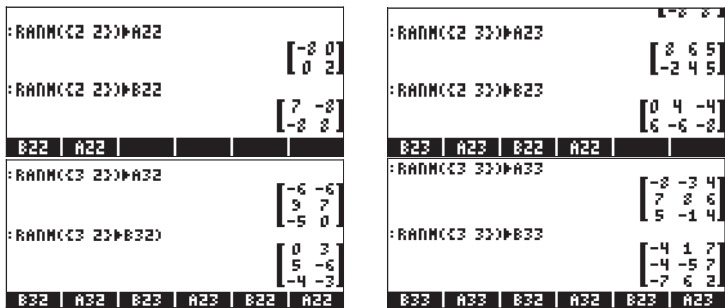 :RANM({2 2})▶A22
[-8 0]
[0 2]
:RANM({2 2})▶B22
[7 -8]
[-8 8]
B22 A22
:RANM({2 3})▶A23
[8 6 5]
[-2 4 5]
:RANM({2 3})▶B23
[0 4 -4]
[6 -6 -8]
B23 A23 B22 A22
:RANM({3 2})▶A32
[-6 -6]
[9 7]
[-5 0]
:RANM({3 2}▶B32)
[0 3]
[5 -6]
[-4 -3]
B32 A32 B23 A23 B22 A22
:RANM({3 3})▶A33
[-8 -3 4]
[7 8 6]
[5 -1 4]
:RANM({3 3})▶B33
[-4 1 7]
[-4 -5 7]
[-7 6 2]
B33 A33 B32 A32 B23 A23